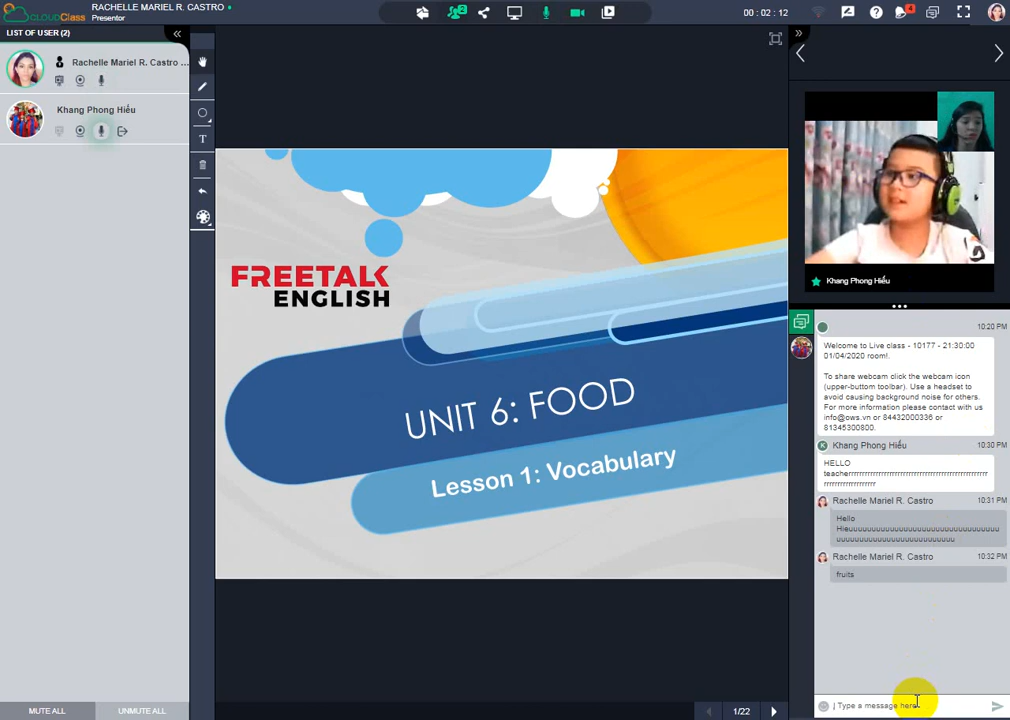 CLOUDCLASS
RACHELLE MARIEL R. CASTRO
Presentor
2
00 : 02 : 12
4
LIST OF USER (2)
Rachelle Mariel R. Castro ...
Khang Phong Hiếu
T
FREETALK
ENGLISH
UNIT 6: FOOD
Lesson 1: Vocabulary
Khang Phong Hiếu
10:20 PM
Welcome to Live class - 10177 - 21:30:00
01/04/2020 room!.
To share webcam click the webcam icon
(upper-buttom toolbar). Use a headset to
avoid causing background noise for others.
For more information please contact with us
info@ows.vn or 84432000336 or
81345300800.
K
Khang Phong Hiếu
10:30 PM
HELLO
Rachelle Mariel R. Castro
10:31 PM
Hello
Rachelle Mariel R. Castro
10:32 PM
fruits
Type a message here
MUTE ALL
UNMUTE ALL
1/22